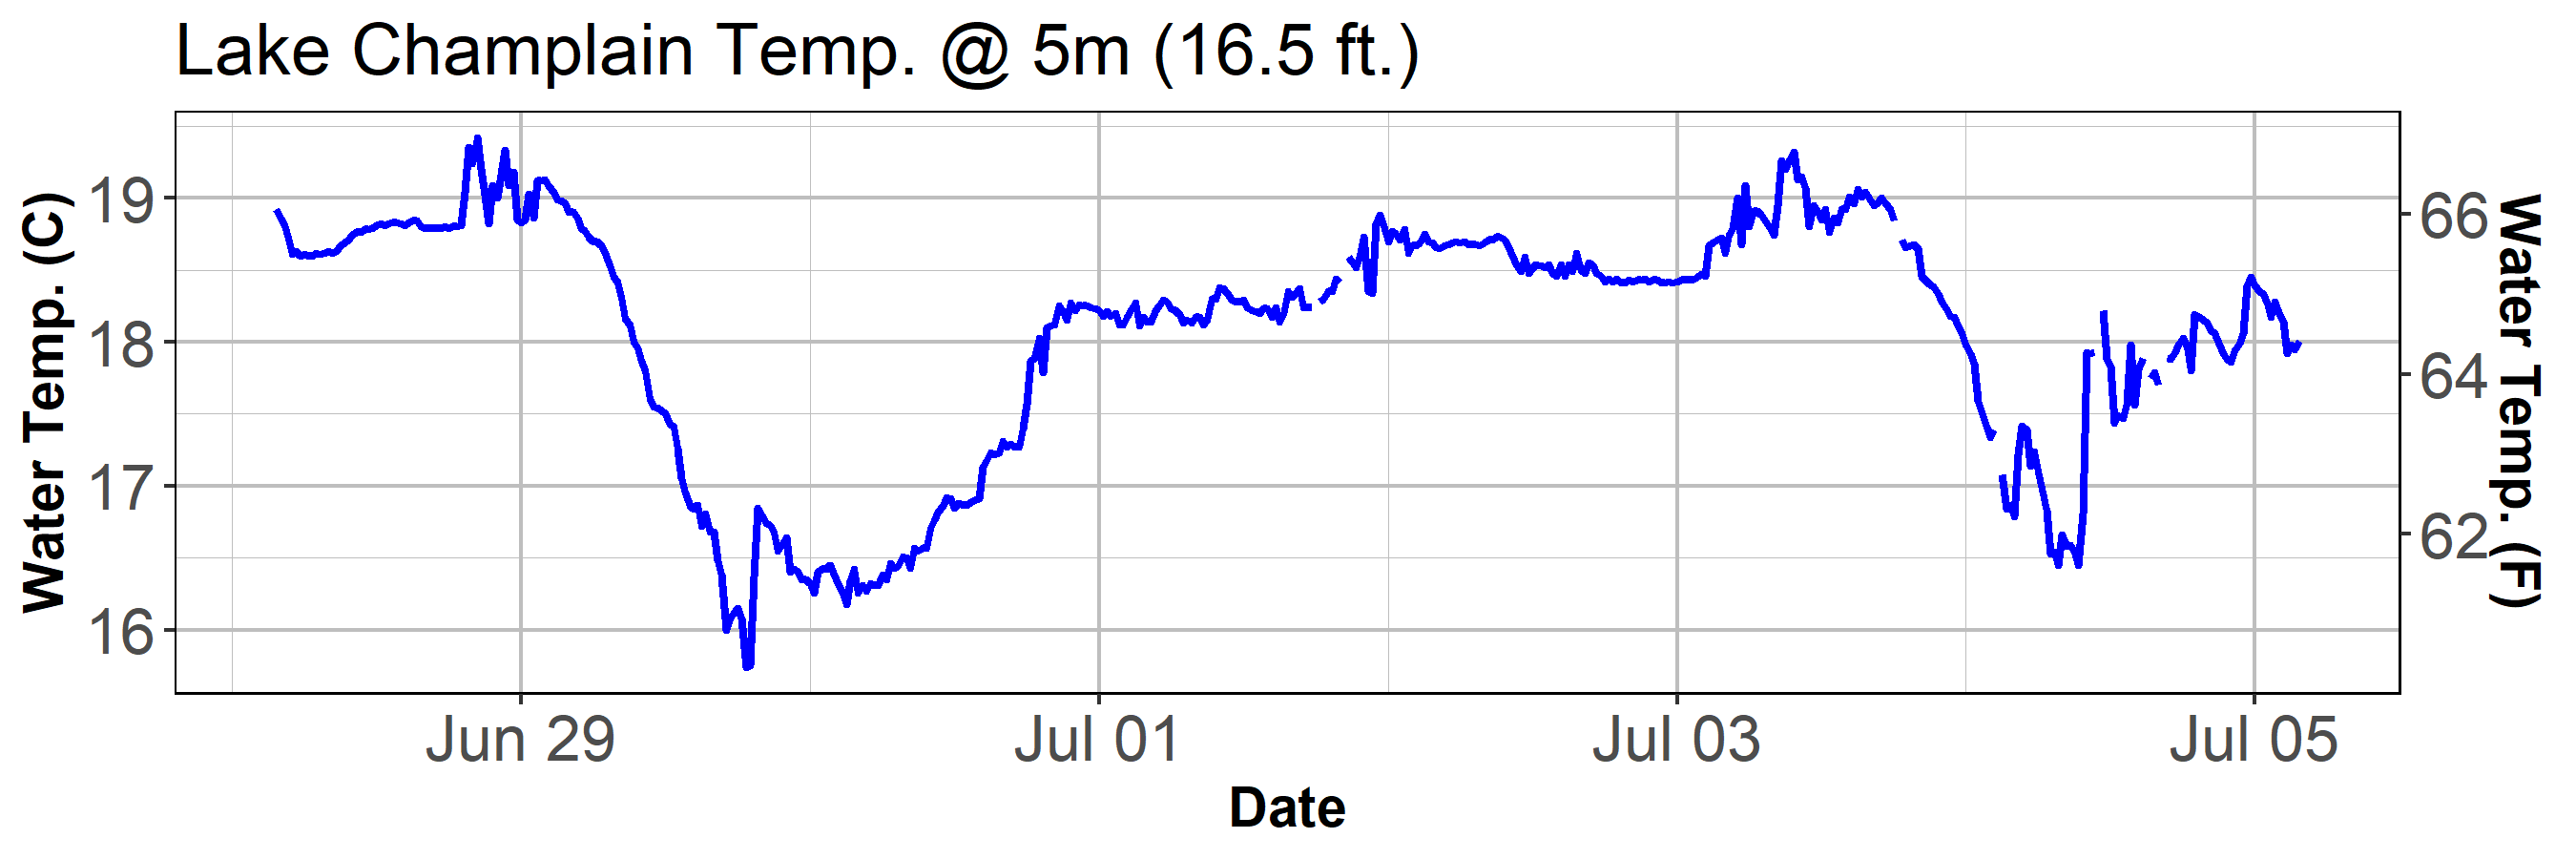 Lake Champlain Temp. @ 5m (16.5 ft.)
Water Temp. (C)
19
18
17
16
66
64
62
Water Temp. (F)
Jun 29
Jul 01
Jul 03
Jul 05
Date